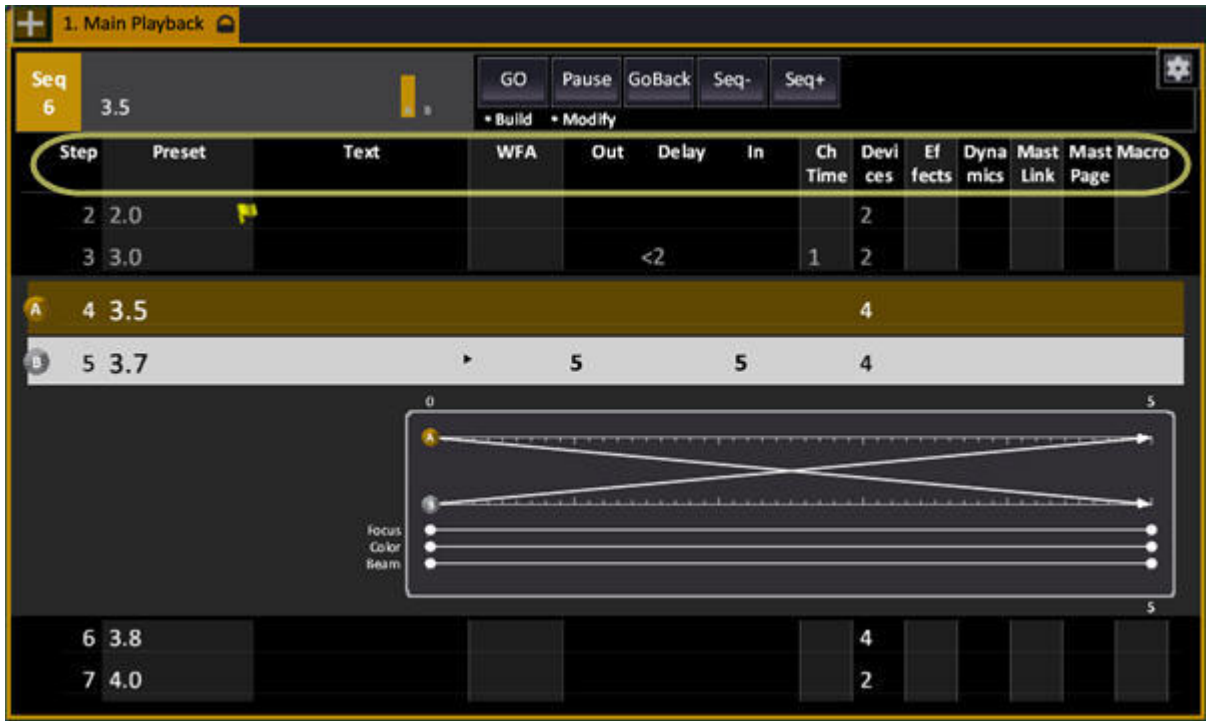 1. Main Playback
Seq
6 3.5 A B
GO Pause GoBack Seq- Seq+
• Build • Modify
Step Preset Text WFA Out Delay In Ch Time Devi ces Ef fects Dyna mics Mast Link Mast Page Macro
2 2.0 2
3 3.0 <2 1 2
A 4 3.5 4
B 5 3.7 5 5 4
0 5
A
B
Focus
Color
Beam
5
6 3.8 4
7 4.0 2